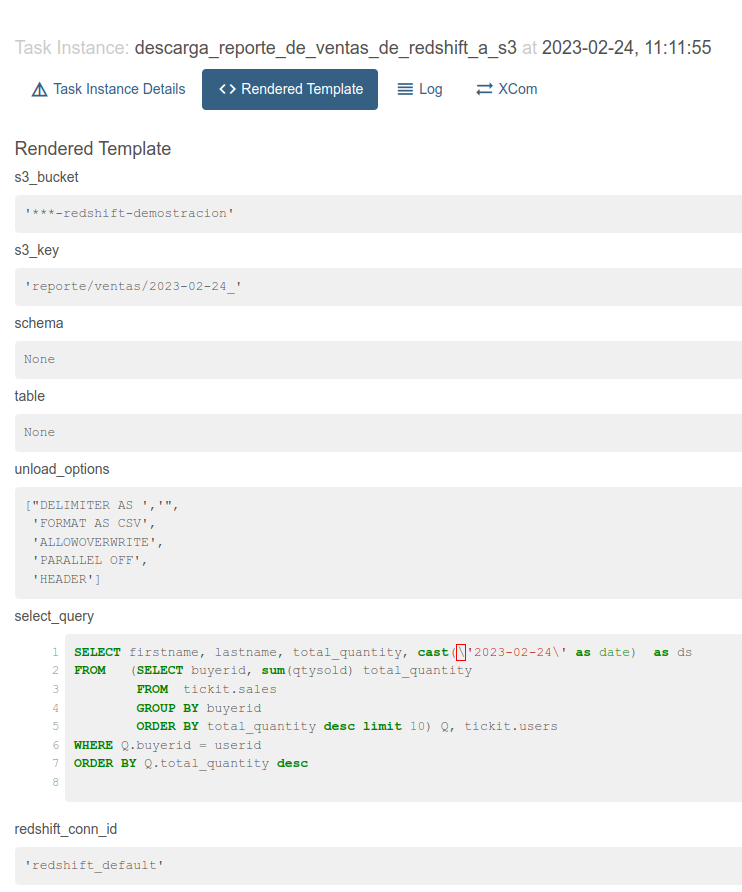 Task Instance: descarga_reporte_de_ventas_de_redshift_a_s3 at 2023-02-24, 11:11:55
Task Instance Details <> Rendered Template Log XCom
Rendered Template
s3_bucket
'***-redshift-demostracion'
s3_key
'reporte/ventas/2023-02-24_'
schema
None
table
None
unload_options
["DELIMITER AS ','",
'FORMAT AS CSV',
'ALLOWOVERWRITE',
'PARALLEL OFF',
'HEADER']
select_query
1 SELECT firstname, lastname, total_quantity, cast(\'2023-02-24\' as date)  as ds
2 FROM   (SELECT buyerid, sum(qtysold) total_quantity
3         FROM  tickit.sales
4         GROUP BY buyerid
5         ORDER BY total_quantity desc limit 10) Q, tickit.users
6 WHERE Q.buyerid = userid
7 ORDER BY Q.total_quantity desc
8
redshift_conn_id
'redshift_default'